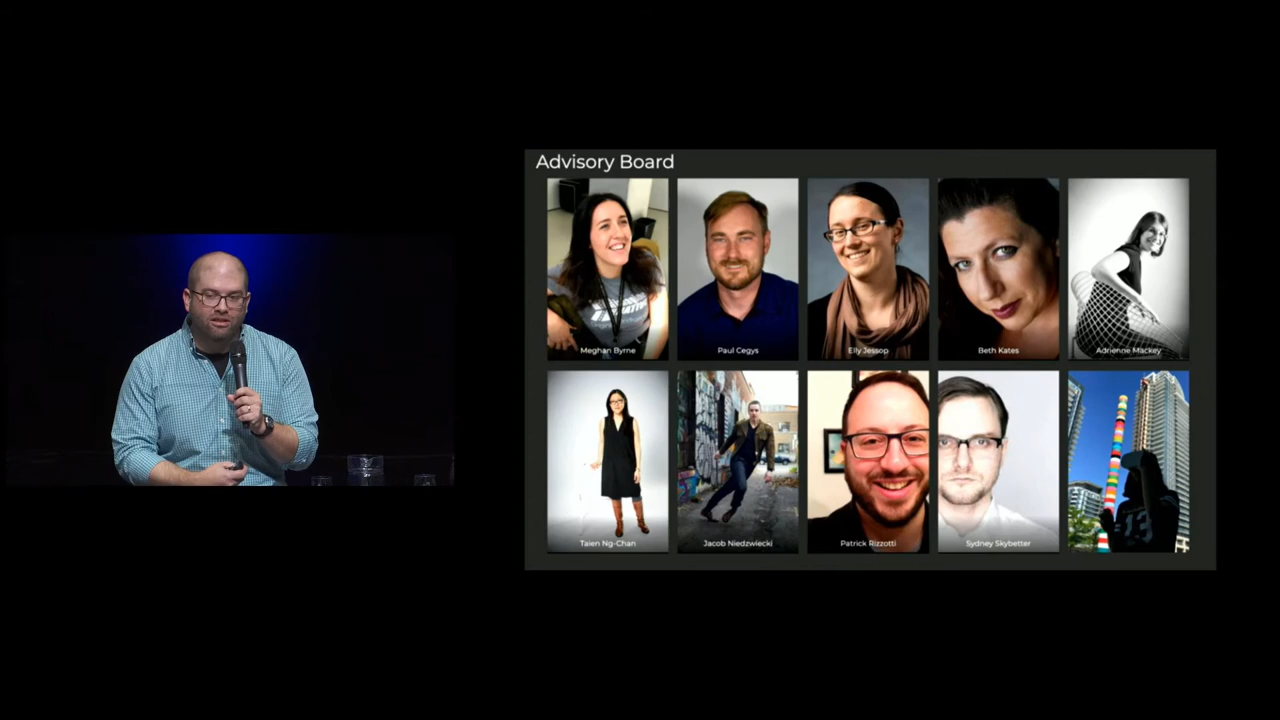 Advisory Board
Meghan Byrne
Paul Cegys
Elly Jessop
Beth Kates
Adrienne Mackey
Taien Ng-Chan
Jacob Niedzwiecki
Patrick Rizzotti
Sydney Skybetter
13